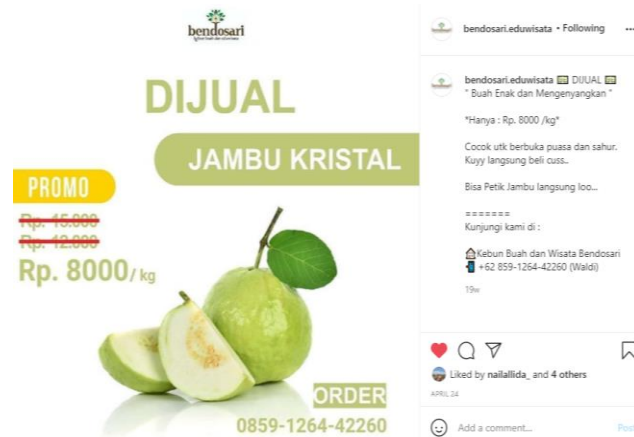 bendosari
DIJUAL
JAMBU KRISTAL
PROMO
Rp. 15.000
Rp. 12.000
Rp. 8000/kg
ORDER
0859-1264-42260
bendosari.eduwisata • Following
bendosari.eduwisata DIJUAL
" Buah Enak dan Mengenyangkan "
*Hanya : Rp. 8000 /kg*
Cocok utk berbuka puasa dan sahur.
Kuyy langsung beli cuss..
Bisa Petik Jambu langsung loo...
=======
Kunjungi kami di :
Kebun Buah dan Wisata Bendosari
+62 859-1264-42260 (Waldi)
19w
Liked by nailallida_ and 4 others
APRIL 24
Add a comment...
Post